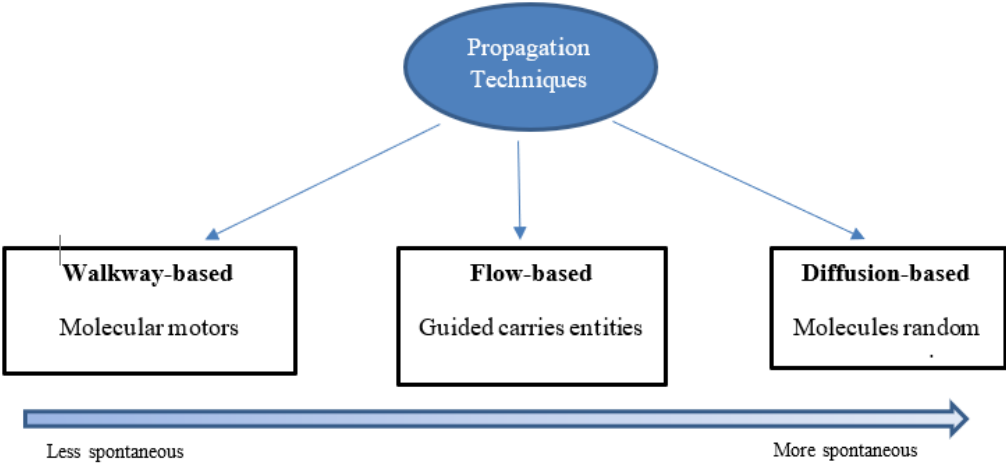 Propagation
Techniques
Walkway-based
Molecular motors
Flow-based
Guided carries entities
Diffusion-based
Molecules random
.
Less spontaneous
More spontaneous